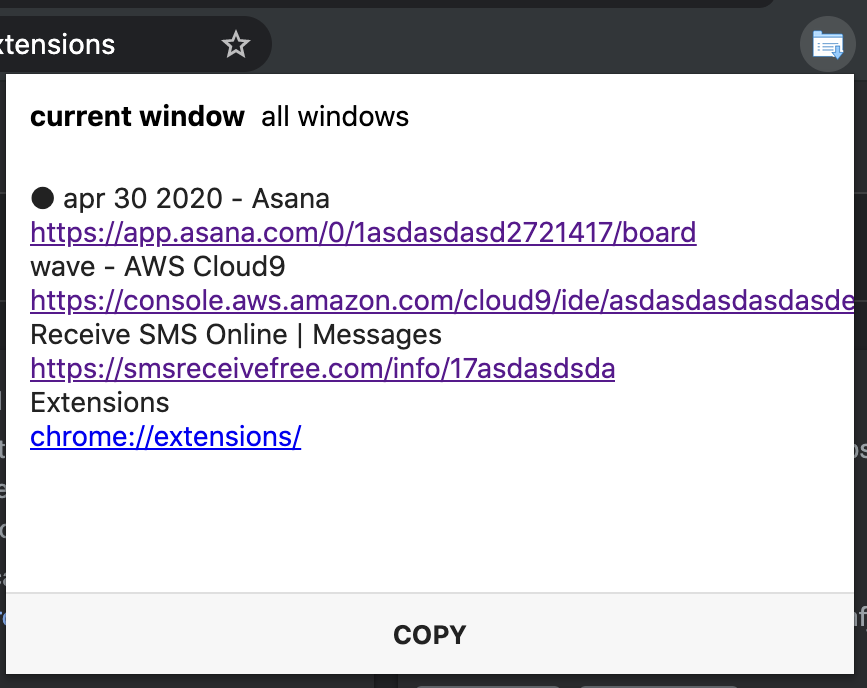 xtensions
current window all windows
● apr 30 2020 - Asana
https://app.asana.com/0/1asdasdasd2721417/board
wave - AWS Cloud9
https://console.aws.amazon.com/cloud9/ide/asdasdasdasdasde
Receive SMS Online | Messages
https://smsreceivefree.com/info/17asdasdsda
Extensions
chrome://extensions/
COPY